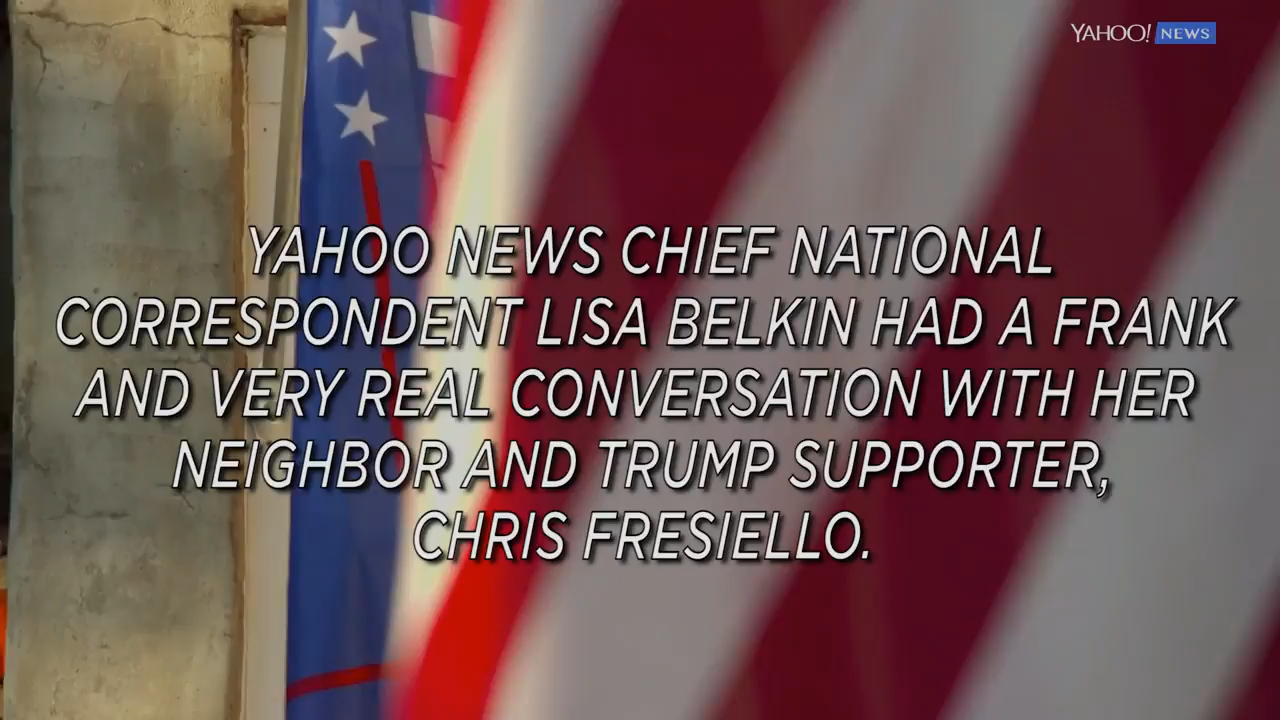 YAHOO! NEWS
YAHOO NEWS CHIEF NATIONAL
CORRESPONDENT LISA BELKIN HAD A FRANK
AND VERY REAL CONVERSATION WITH HER
NEIGHBOR AND TRUMP SUPPORTER,
CHRIS FRESIELLO.